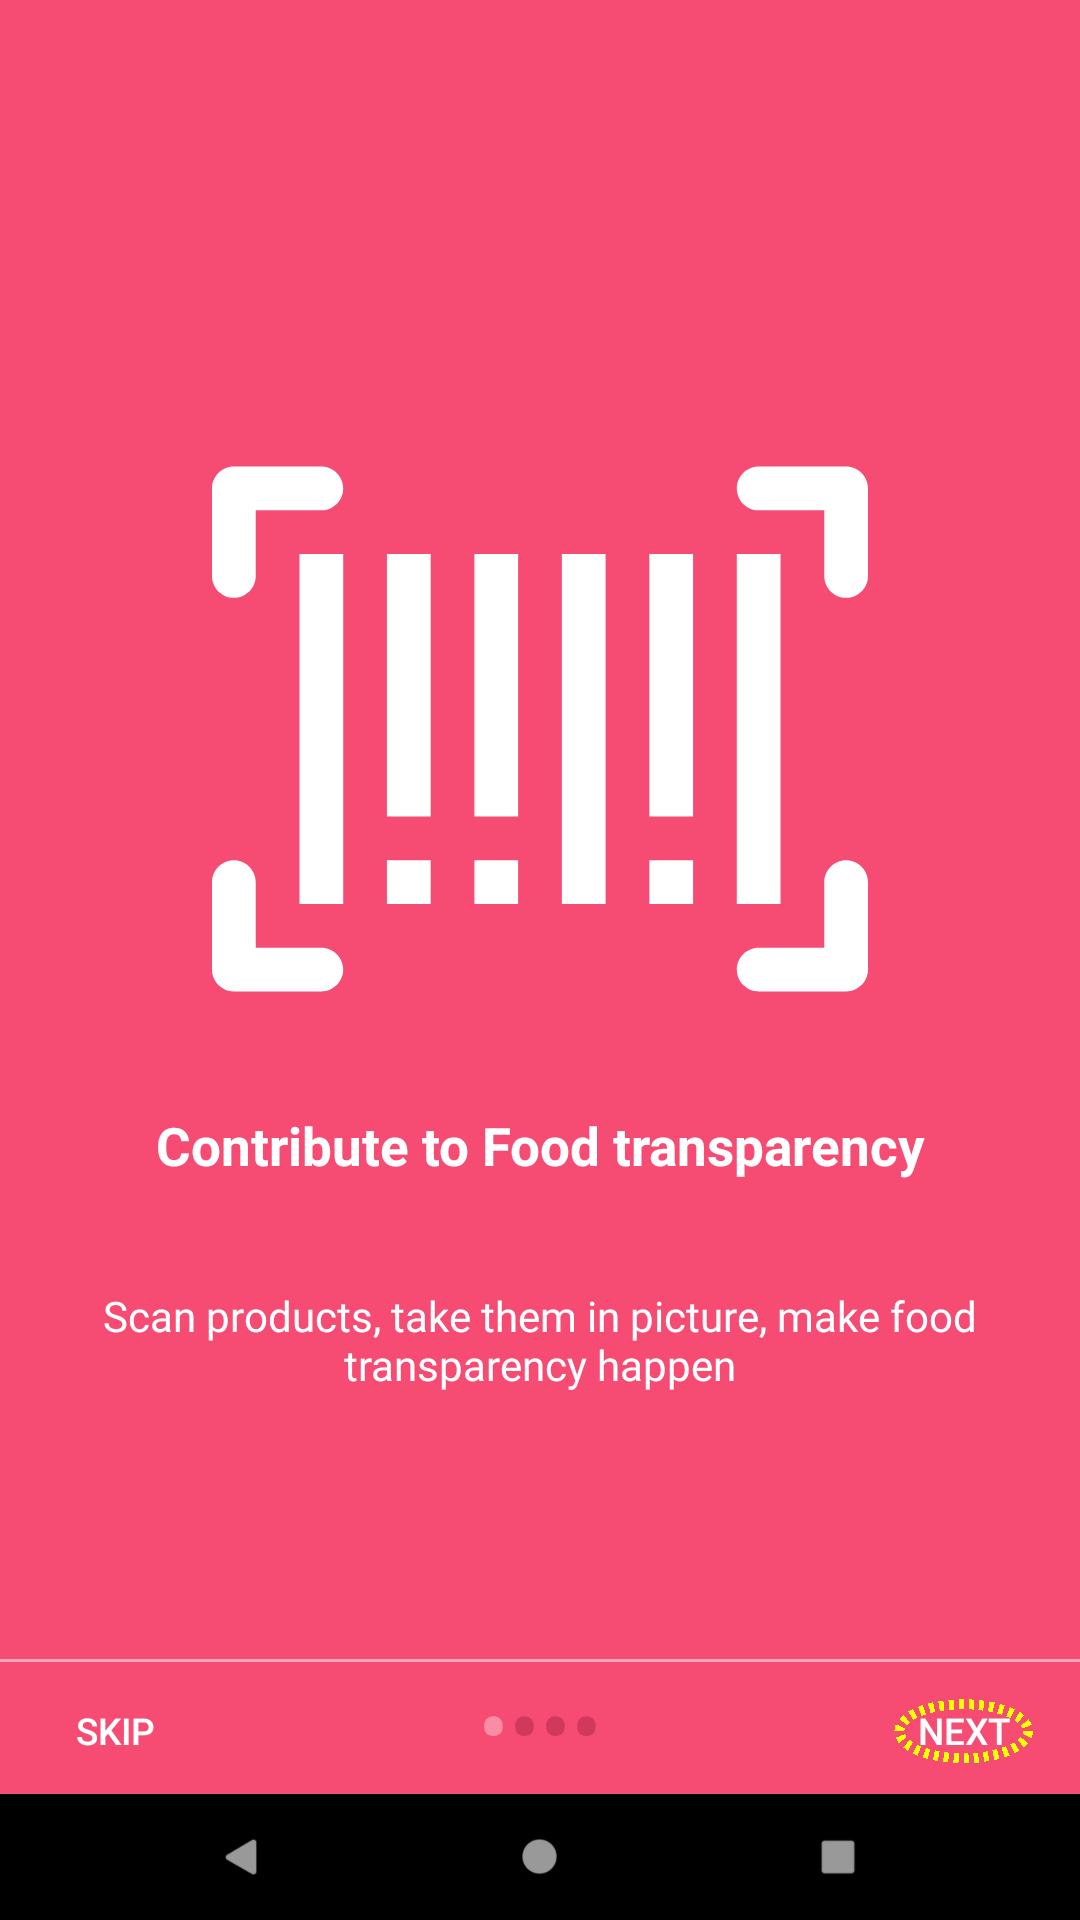 Contribute to Food transparency
Scan products, take them in picture, make food
transparency happen
SKIP
NEXT